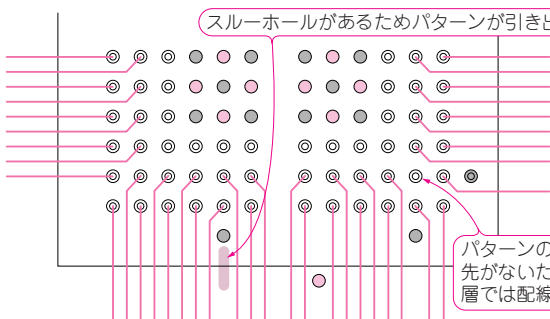 スルーホールがあるためパターンが引き出
パターンの
先がないた
層では配線